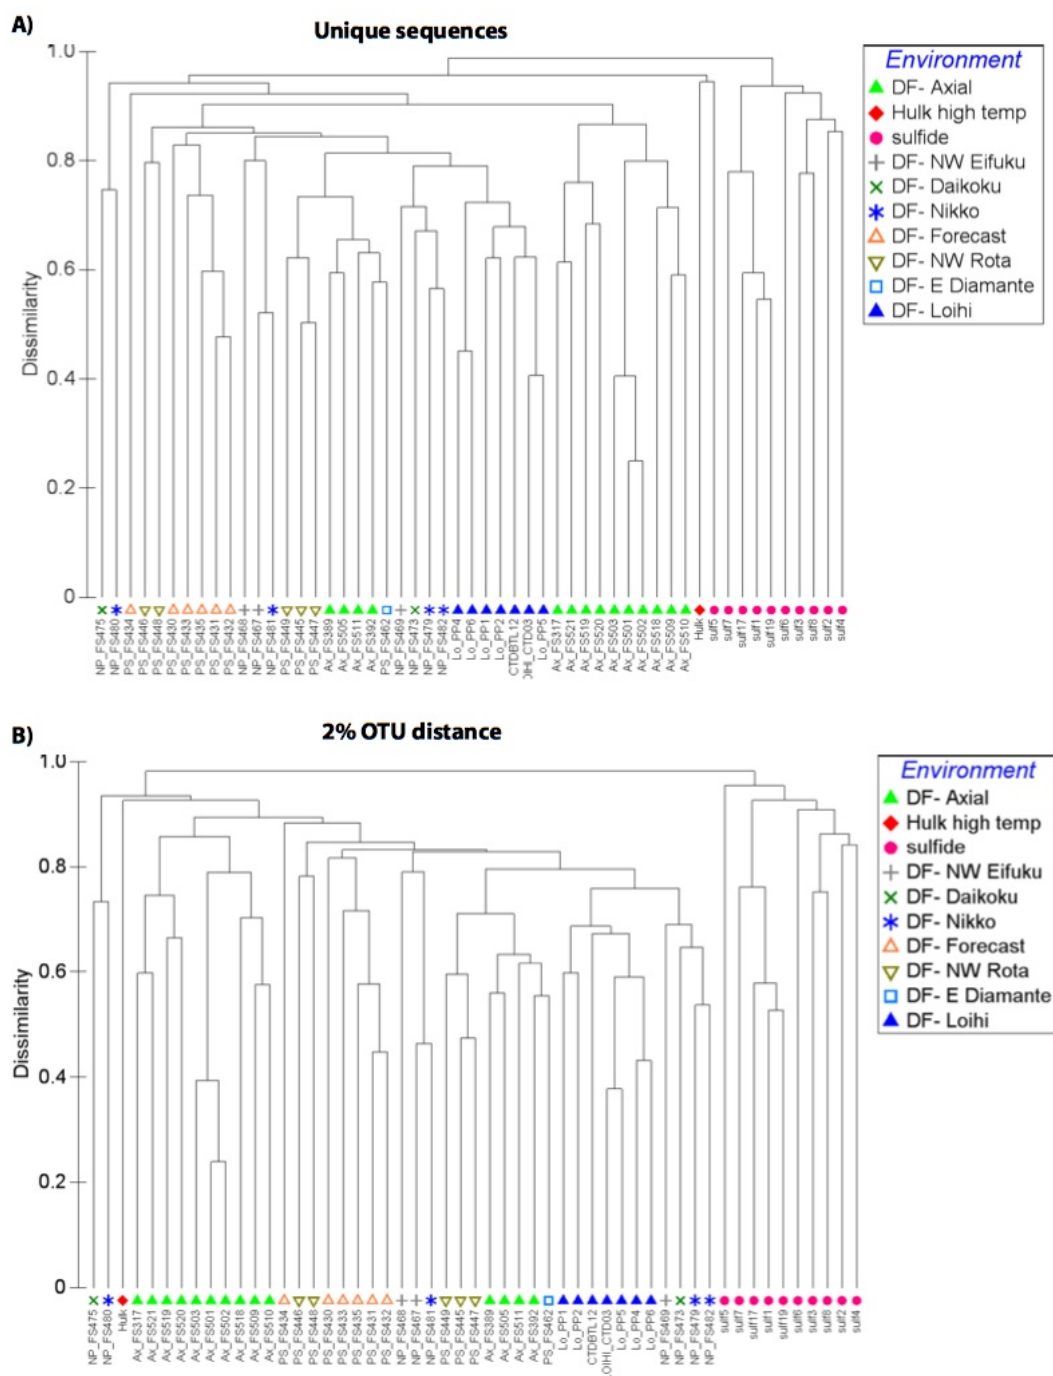 A)
Unique sequences
1.0
0.8
0.6
0.4
0.2
0
Dissimilarity
Environment
DF- Axial
Hulk high temp
sulfide
DF- NW Eifuku
DF- Daikoku
DF- Nikko
DF- Forecast
DF- NW Rota
DF- E Diamante
DF- Loihi
NP_FS475
NP_FS480
PS_FS434
PS_FS446
PS_FS448
PS_FS430
PS_FS433
PS_FS435
PS_FS431
PS_FS432
NP_FS468
NP_FS467
NP_FS481
PS_FS449
PS_FS445
PS_FS447
Ax_FS389
Ax_FS505
Ax_FS511
Ax_FS392
PS_FS462
NP_FS469
NP_FS473
NP_FS479
NP_FS482
Lo_PP4
Lo_PP6
Lo_PP1
Lo_PP2
CTDBTL12
OIHI_CTD03
Lo_PP5
Ax_FS317
Ax_FS521
Ax_FS519
Ax_FS520
Ax_FS503
Ax_FS501
Ax_FS502
Ax_FS518
Ax_FS509
Ax_FS510
Hulk
sulf5
sulf7
sulf17
sulf1
sulf19
sulf6
sulf3
sulf8
sulf2
sulf4
B)
2% OTU distance
1.0
0.8
0.6
0.4
0.2
0
Dissimilarity
Environment
DF- Axial
Hulk high temp
sulfide
DF- NW Eifuku
DF- Daikoku
DF- Nikko
DF- Forecast
DF- NW Rota
DF- E Diamante
DF- Loihi
NP_FS475
NP_FS480
Hulk
Ax_FS317
Ax_FS521
Ax_FS519
Ax_FS520
Ax_FS503
Ax_FS501
Ax_FS502
Ax_FS518
Ax_FS509
Ax_FS510
PS_FS434
PS_FS446
PS_FS448
PS_FS430
PS_FS433
PS_FS435
PS_FS431
PS_FS432
NP_FS468
NP_FS467
NP_FS481
PS_FS449
PS_FS445
PS_FS447
Ax_FS389
Ax_FS505
Ax_FS511
Ax_FS392
PS_FS462
Lo_PP1
Lo_PP2
CTDBTL12
OIHI_CTD03
Lo_PP5
Lo_PP4
Lo_PP6
NP_FS469
NP_FS473
NP_FS479
NP_FS482
sulf5
sulf7
sulf17
sulf1
sulf19
sulf6
sulf3
sulf8
sulf2
sulf4